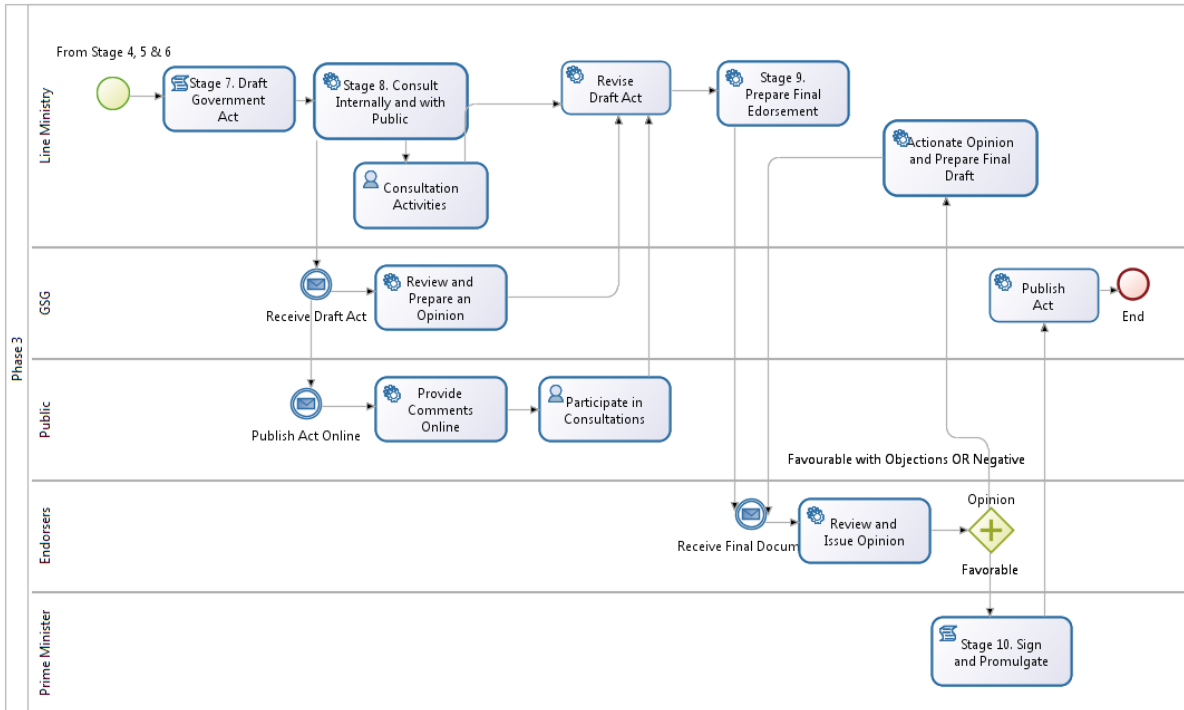 Phase 3
Line Ministry
From Stage 4, 5 & 6
Stage 7. Draft
Government
Act
Stage 8. Consult
Internally and with
Public
Consultation
Activities
Revise
Draft Act
Stage 9.
Prepare Final
Edorsement
Actionate Opinion
and Prepare Final
Draft
GSG
Receive Draft Act
Review and
Prepare an
Opinion
Publish
Act
End
Public
Publish Act Online
Provide
Comments
Online
Participate in
Consultations
Favourable with Objections OR Negative
Endorsers
Receive Final Docum
Review and
Issue Opinion
Opinion
Favorable
Prime Minister
Stage 10. Sign
and Promulgate